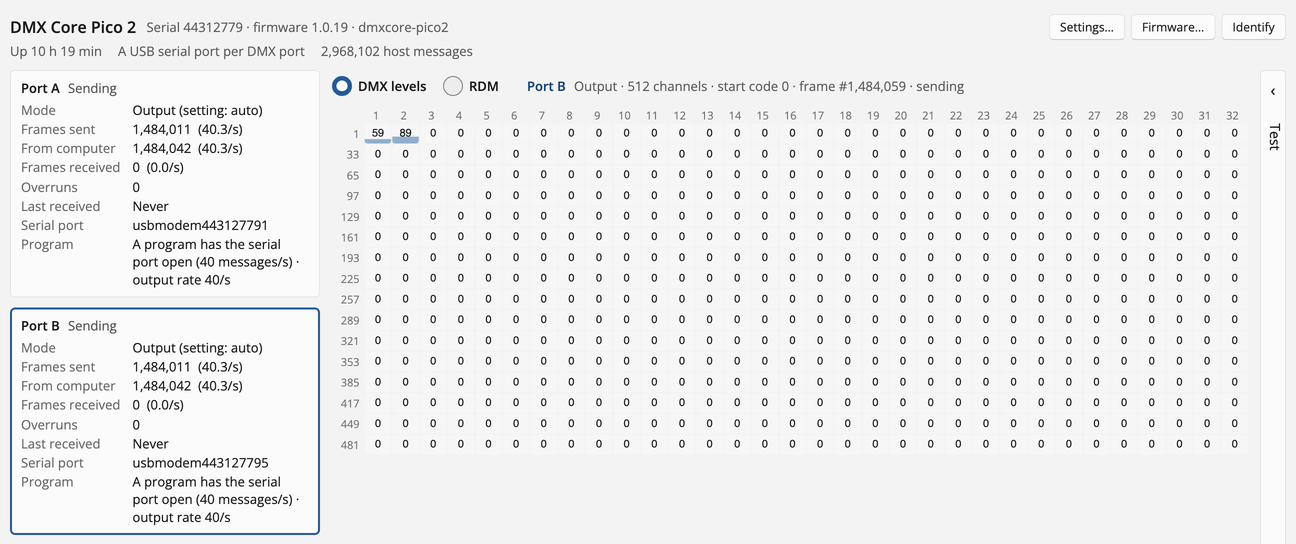 DMX Core Pico 2 Serial 44312779 · firmware 1.0.19 · dmxcore-pico2
Settings... Firmware... Identify
Up 10 h 19 min A USB serial port per DMX port 2,968,102 host messages
Port A Sending
Mode Output (setting: auto)
Frames sent 1,484,011 (40.3/s)
From computer 1,484,042 (40.3/s)
Frames received 0 (0.0/s)
Overruns 0
Last received Never
Serial port usbmodem443127791
Program A program has the serial
port open (40 messages/s) ·
output rate 40/s
Port B Sending
Mode Output (setting: auto)
Frames sent 1,484,011 (40.3/s)
From computer 1,484,042 (40.3/s)
Frames received 0 (0.0/s)
Overruns 0
Last received Never
Serial port usbmodem443127795
Program A program has the serial
port open (40 messages/s) ·
output rate 40/s
DMX levels RDM Port B Output · 512 channels · start code 0 · frame #1,484,059 · sending
1 2 3 4 5 6 7 8 9 10 11 12 13 14 15 16 17 18 19 20 21 22 23 24 25 26 27 28 29 30 31 32
1 59 89 0 0 0 0 0 0 0 0 0 0 0 0 0 0 0 0 0 0 0 0 0 0 0 0 0 0 0 0 0 0
33 0 0 0 0 0 0 0 0 0 0 0 0 0 0 0 0 0 0 0 0 0 0 0 0 0 0 0 0 0 0 0 0
65 0 0 0 0 0 0 0 0 0 0 0 0 0 0 0 0 0 0 0 0 0 0 0 0 0 0 0 0 0 0 0 0
97 0 0 0 0 0 0 0 0 0 0 0 0 0 0 0 0 0 0 0 0 0 0 0 0 0 0 0 0 0 0 0 0
129 0 0 0 0 0 0 0 0 0 0 0 0 0 0 0 0 0 0 0 0 0 0 0 0 0 0 0 0 0 0 0 0
161 0 0 0 0 0 0 0 0 0 0 0 0 0 0 0 0 0 0 0 0 0 0 0 0 0 0 0 0 0 0 0 0
193 0 0 0 0 0 0 0 0 0 0 0 0 0 0 0 0 0 0 0 0 0 0 0 0 0 0 0 0 0 0 0 0
225 0 0 0 0 0 0 0 0 0 0 0 0 0 0 0 0 0 0 0 0 0 0 0 0 0 0 0 0 0 0 0 0
257 0 0 0 0 0 0 0 0 0 0 0 0 0 0 0 0 0 0 0 0 0 0 0 0 0 0 0 0 0 0 0 0
289 0 0 0 0 0 0 0 0 0 0 0 0 0 0 0 0 0 0 0 0 0 0 0 0 0 0 0 0 0 0 0 0
321 0 0 0 0 0 0 0 0 0 0 0 0 0 0 0 0 0 0 0 0 0 0 0 0 0 0 0 0 0 0 0 0
353 0 0 0 0 0 0 0 0 0 0 0 0 0 0 0 0 0 0 0 0 0 0 0 0 0 0 0 0 0 0 0 0
385 0 0 0 0 0 0 0 0 0 0 0 0 0 0 0 0 0 0 0 0 0 0 0 0 0 0 0 0 0 0 0 0
417 0 0 0 0 0 0 0 0 0 0 0 0 0 0 0 0 0 0 0 0 0 0 0 0 0 0 0 0 0 0 0 0
449 0 0 0 0 0 0 0 0 0 0 0 0 0 0 0 0 0 0 0 0 0 0 0 0 0 0 0 0 0 0 0 0
481 0 0 0 0 0 0 0 0 0 0 0 0 0 0 0 0 0 0 0 0 0 0 0 0 0 0 0 0 0 0 0 0
Test